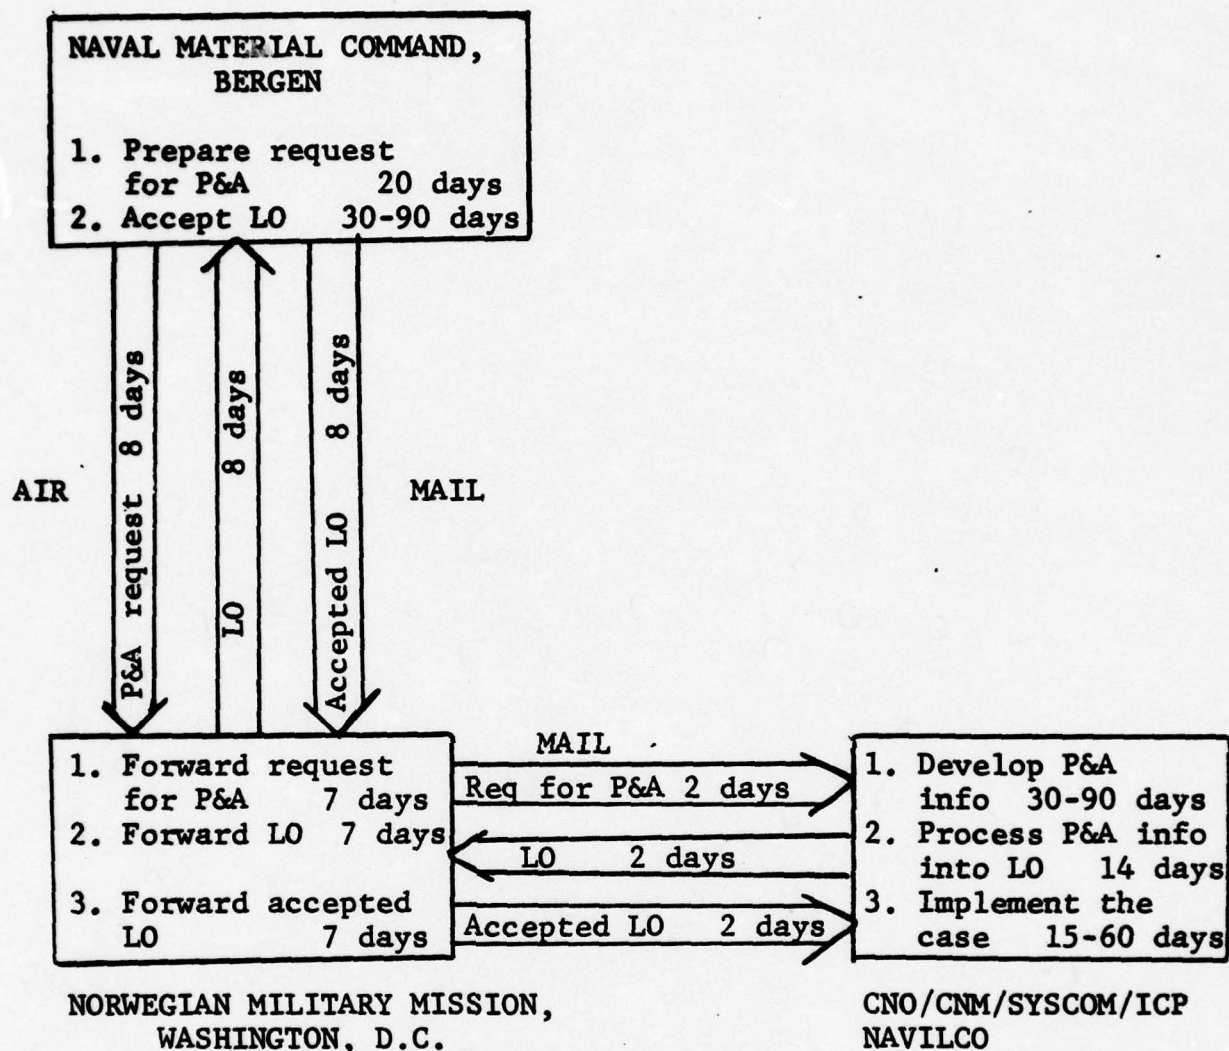 NAVAL MATERIAL COMMAND,
BERGEN
1. Prepare request
for P&A 20 days
2. Accept LO 30-90 days
P&A request 8 days
LO 8 days
Accepted LO 8 days
AIR
MAIL
1. Forward request
for P&A 7 days
2. Forward LO 7 days
3. Forward accepted
LO 7 days
MAIL
Req for P&A 2 days
LO 2 days
Accepted LO 2 days
1. Develop P&A
info 30-90 days
2. Process P&A info
into LO 14 days
3. Implement the
case 15-60 days
NORWEGIAN MILITARY MISSION,
WASHINGTON, D.C.
CNO/CNM/SYSCOM/ICP
NAVILCO